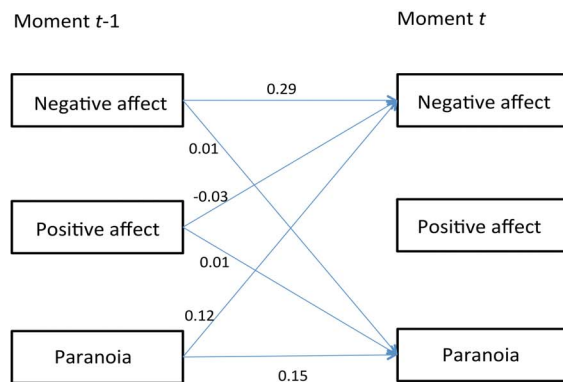 Moment t-1
Moment t
Negative affect
0.29
Negative affect
0.01
-0.03
Positive affect
Positive affect
0.01
0.12
Paranoia
Paranoia
0.15